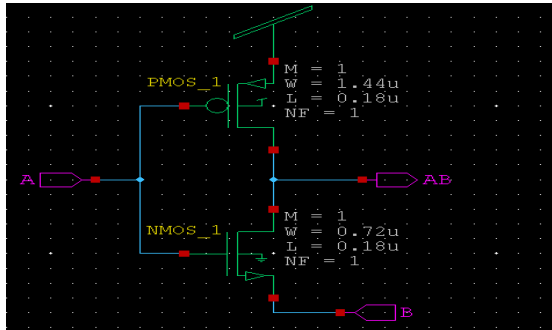 PMOS_1
M = 1
W = 1.44u
L = 0.18u
NF = 1
A
AB
NMOS_1
M = 1
W = 0.72u
L = 0.18u
NF = 1
B